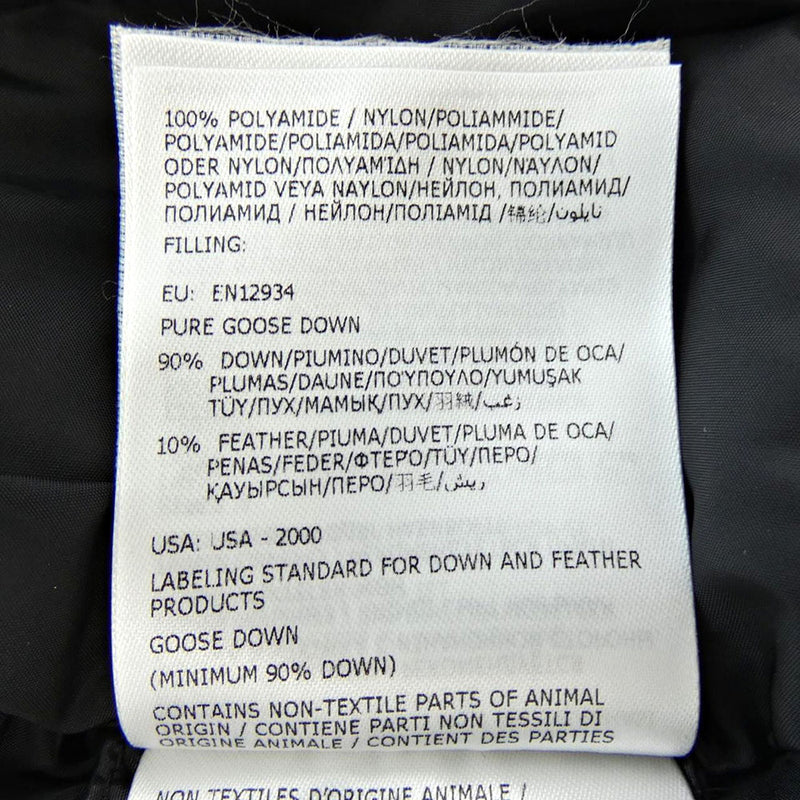 100% POLYAMIDE / NYLON/POLIAMMIDE/
POLYAMIDE/POLIAMIDA/POLIAMIDA/POLYAMID
ODER NYLON/ΠΟΛΥΑΜΊΔΗ / NYLON/ΝΆΥΛΟΝ/
POLYAMID VEYA NAYLON/НЕЙЛОН, ПОЛИАМИД/
ПОЛИАМИД / НЕЙЛОН/ПОЛІАМІД /锦纶/نايلون
FILLING:
EU: EN12934
PURE GOOSE DOWN
90% DOWN/PIUMINO/DUVET/PLUMÓN DE OCA/
PLUMAS/DAUNE/ΠΟΎΠΟΥΛΟ/YUMUŞAK
TÜY/ПУХ/МАМЫҚ/ПУХ/羽絨/زغب
10% FEATHER/PIUMA/DUVET/PLUMA DE OCA/
PENAS/FEDER/ΦΤΕΡΌ/TÜY/ПЕРО/
ҚАУЫРСЫН/ПЕРО/羽毛/ريش
USA: USA - 2000
LABELING STANDARD FOR DOWN AND FEATHER
PRODUCTS
GOOSE DOWN
(MINIMUM 90% DOWN)
CONTAINS NON-TEXTILE PARTS OF ANIMAL
ORIGIN / CONTIENE PARTI NON TESSILI DI
ORIGINE ANIMALE / CONTIENT DES PARTIES
NON TEXTILES D'ORIGINE ANIMALE /